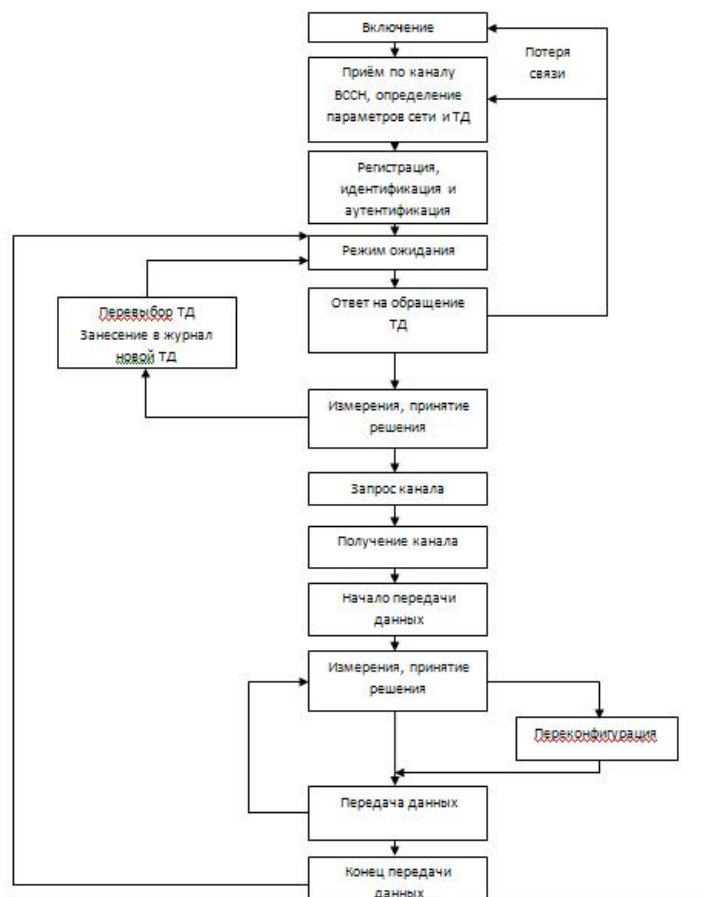 Включение
Потеря
связи
Приём по каналу
ВССН, определение
параметров сети и ТД
Регистрация,
идентификация и
аутентификация
Режим ожидания
Ответ на обращение
ТД
Перевыбор ТД
Занесение в журнал
новой ТД
Измерения, принятие
решения
Запрос канала
Получение канала
Начало передачи
данных
Измерения, принятие
решения
Переконфигурация
Передача данных
Конец передачи
данных